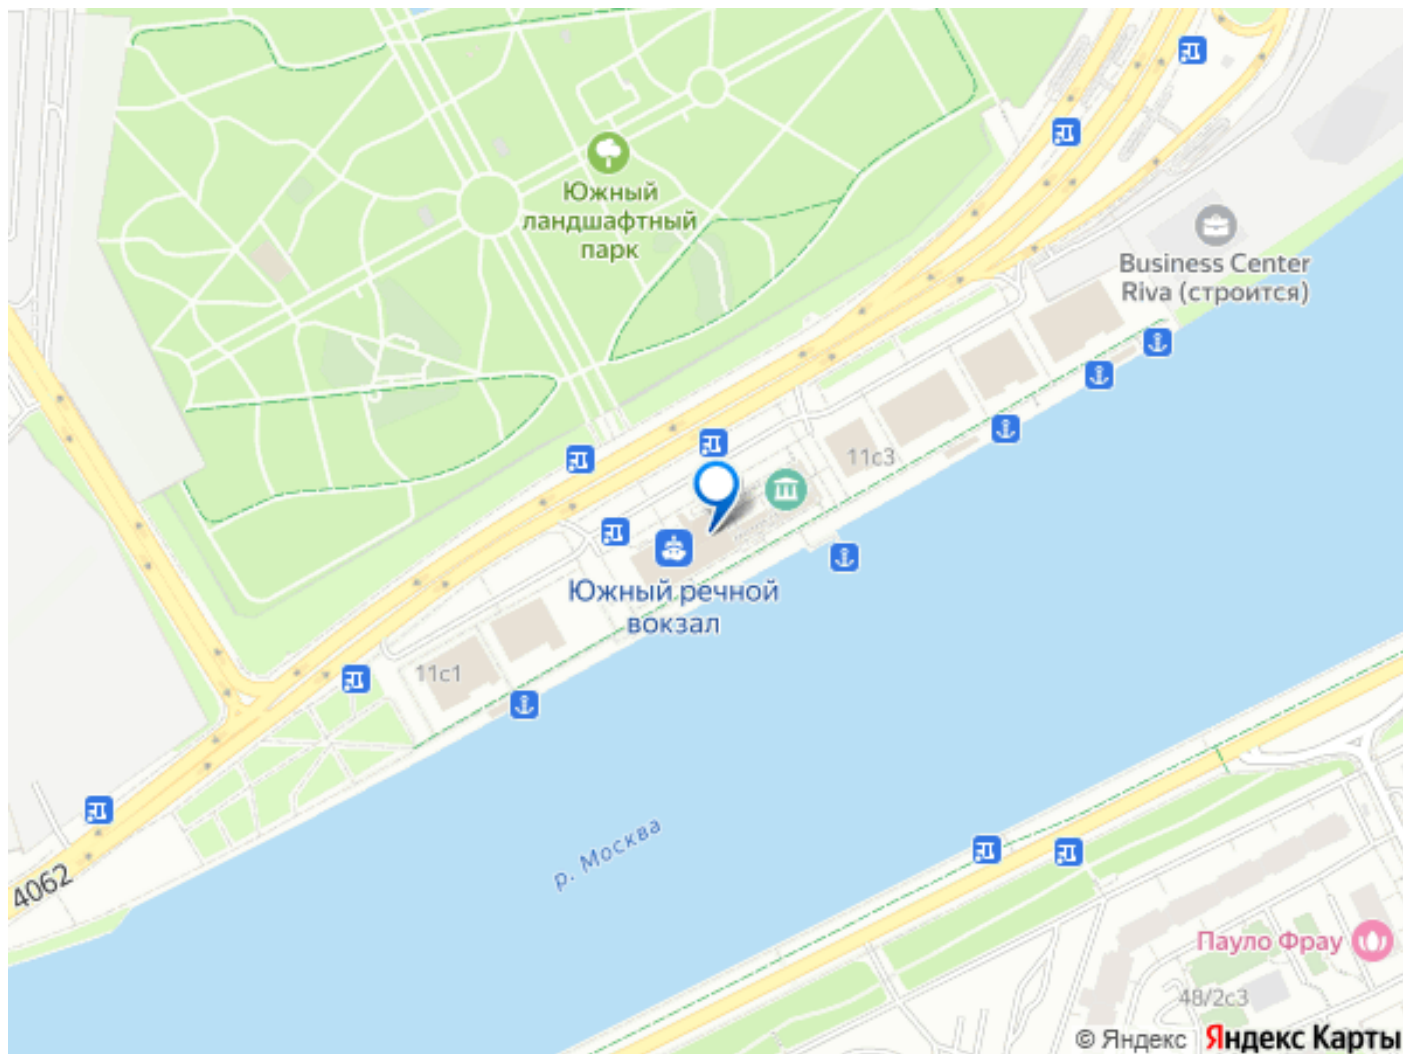 Южный
ландшафтный
парк
Business Center
Riva (строится)
11с3
Южный речной
вокзал
11с1
р. Москва
4062
Пауло Фрау
48/2с3
© Яндекс Яндекс Карты